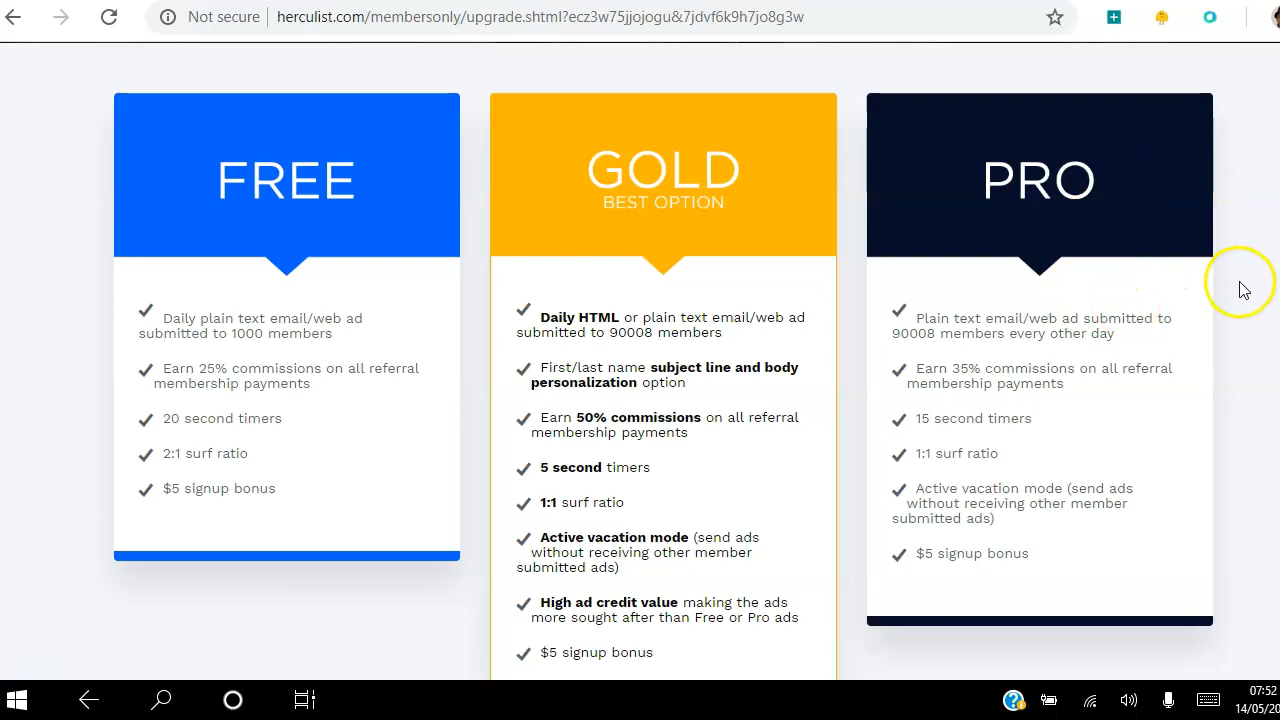 Not secure herculist.com/membersonly/upgrade.shtml?ecz3w75jjojogu&7jdvf6k9h7jo8g3w
FREE
Daily plain text email/web ad
submitted to 1000 members
Earn 25% commissions on all referral
membership payments
20 second timers
2:1 surf ratio
$5 signup bonus
GOLD
BEST OPTION
Daily HTML or plain text email/web ad
submitted to 90008 members
First/last name subject line and body
personalization option
Earn 50% commissions on all referral
membership payments
5 second timers
1:1 surf ratio
Active vacation mode (send ads
without receiving other member
submitted ads)
High ad credit value making the ads
more sought after than Free or Pro ads
$5 signup bonus
PRO
Plain text email/web ad submitted to
90008 members every other day
Earn 35% commissions on all referral
membership payments
15 second timers
1:1 surf ratio
Active vacation mode (send ads
without receiving other member
submitted ads)
$5 signup bonus
07:52
14/05/20